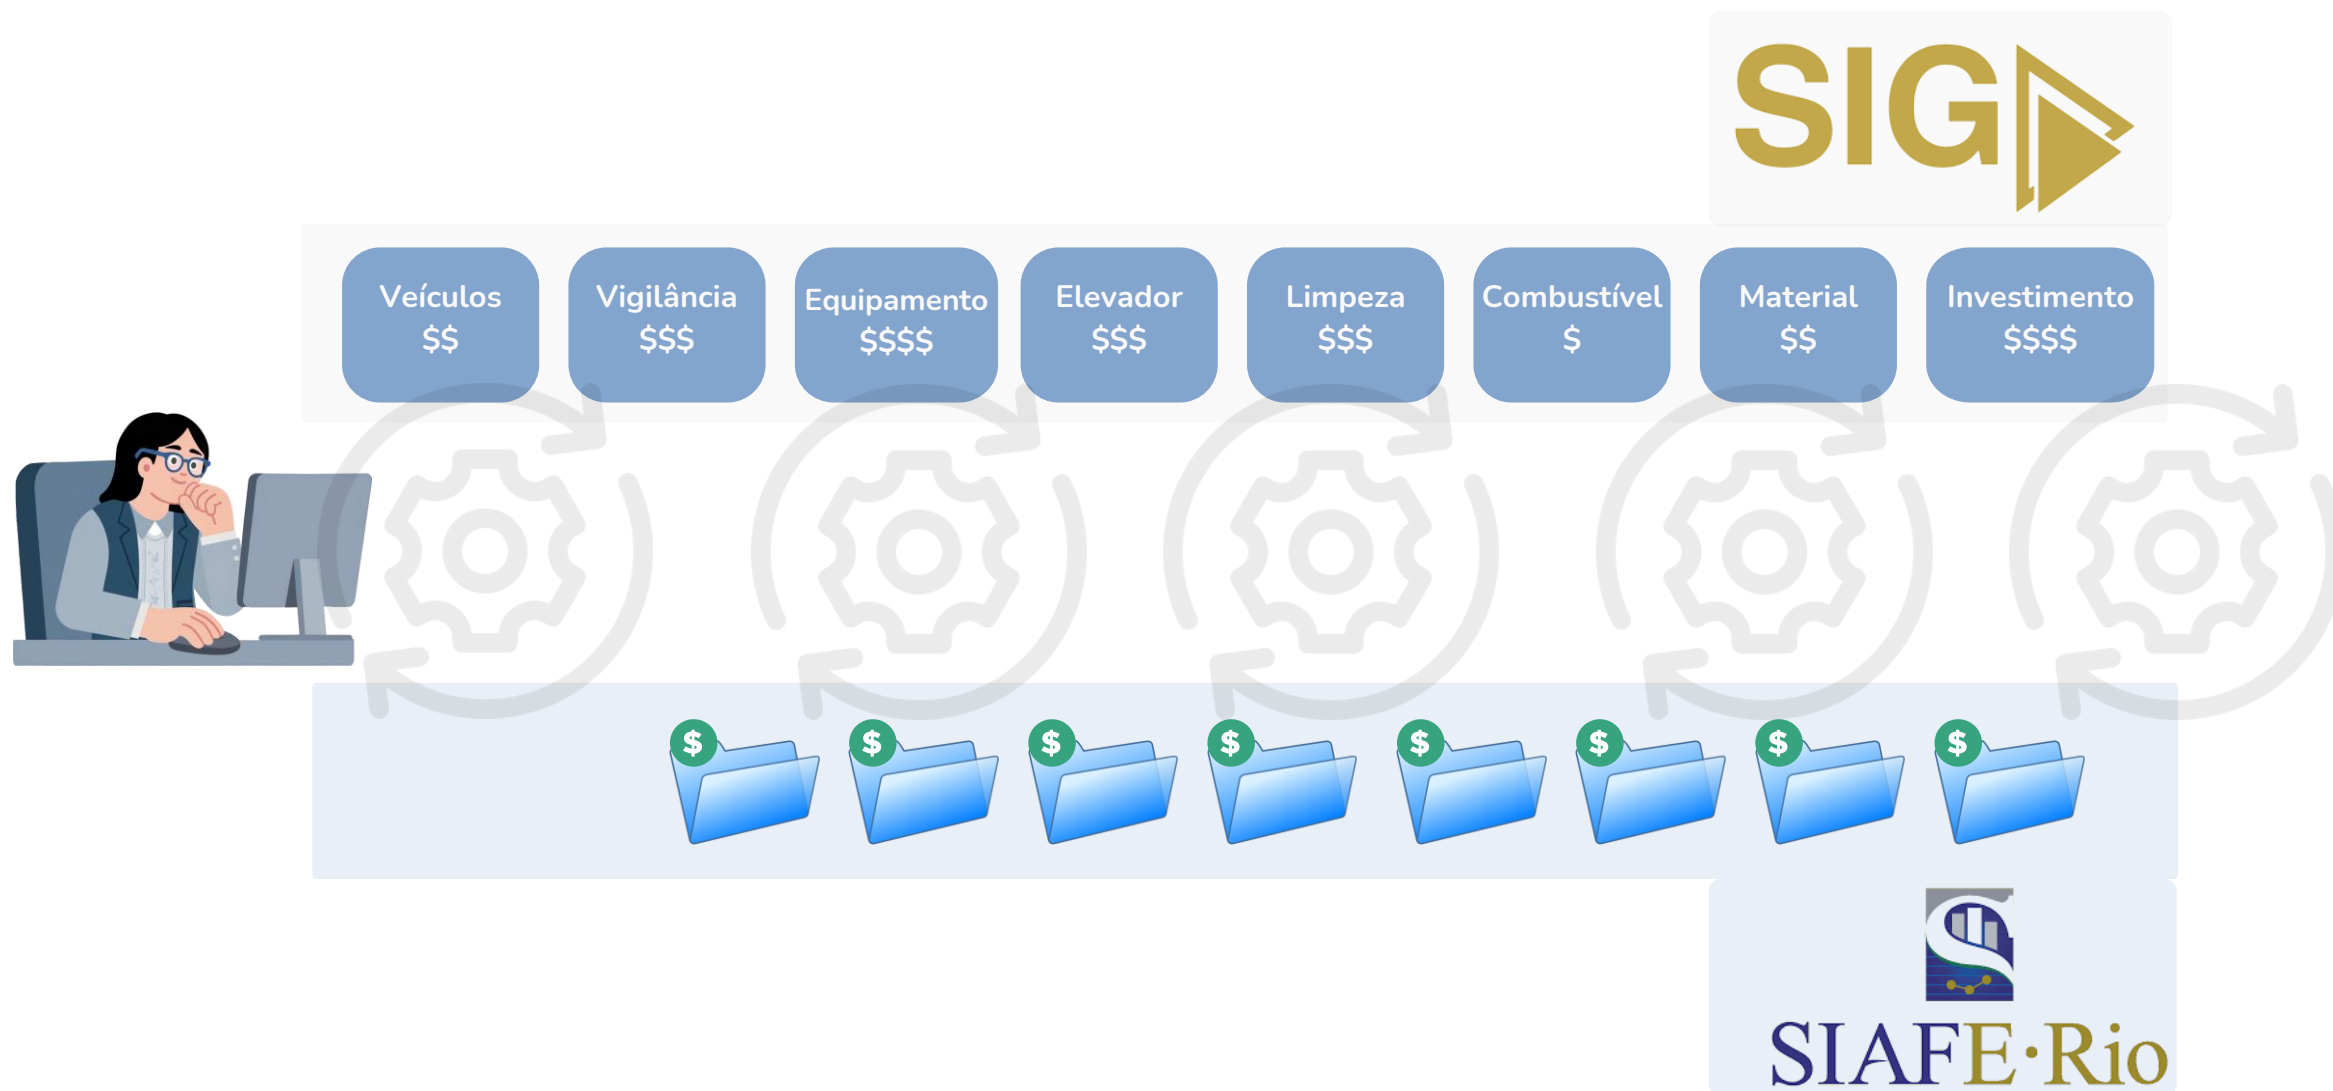 SIG
Veículos
$$
Vigilância
$$$
Equipamento
$$$$
Elevador
$$$
Limpeza
$$$
Combustível
$
Material
$$
Investimento
$$$$
$ $ $ $ $ $ $ $
SIAFE·Rio